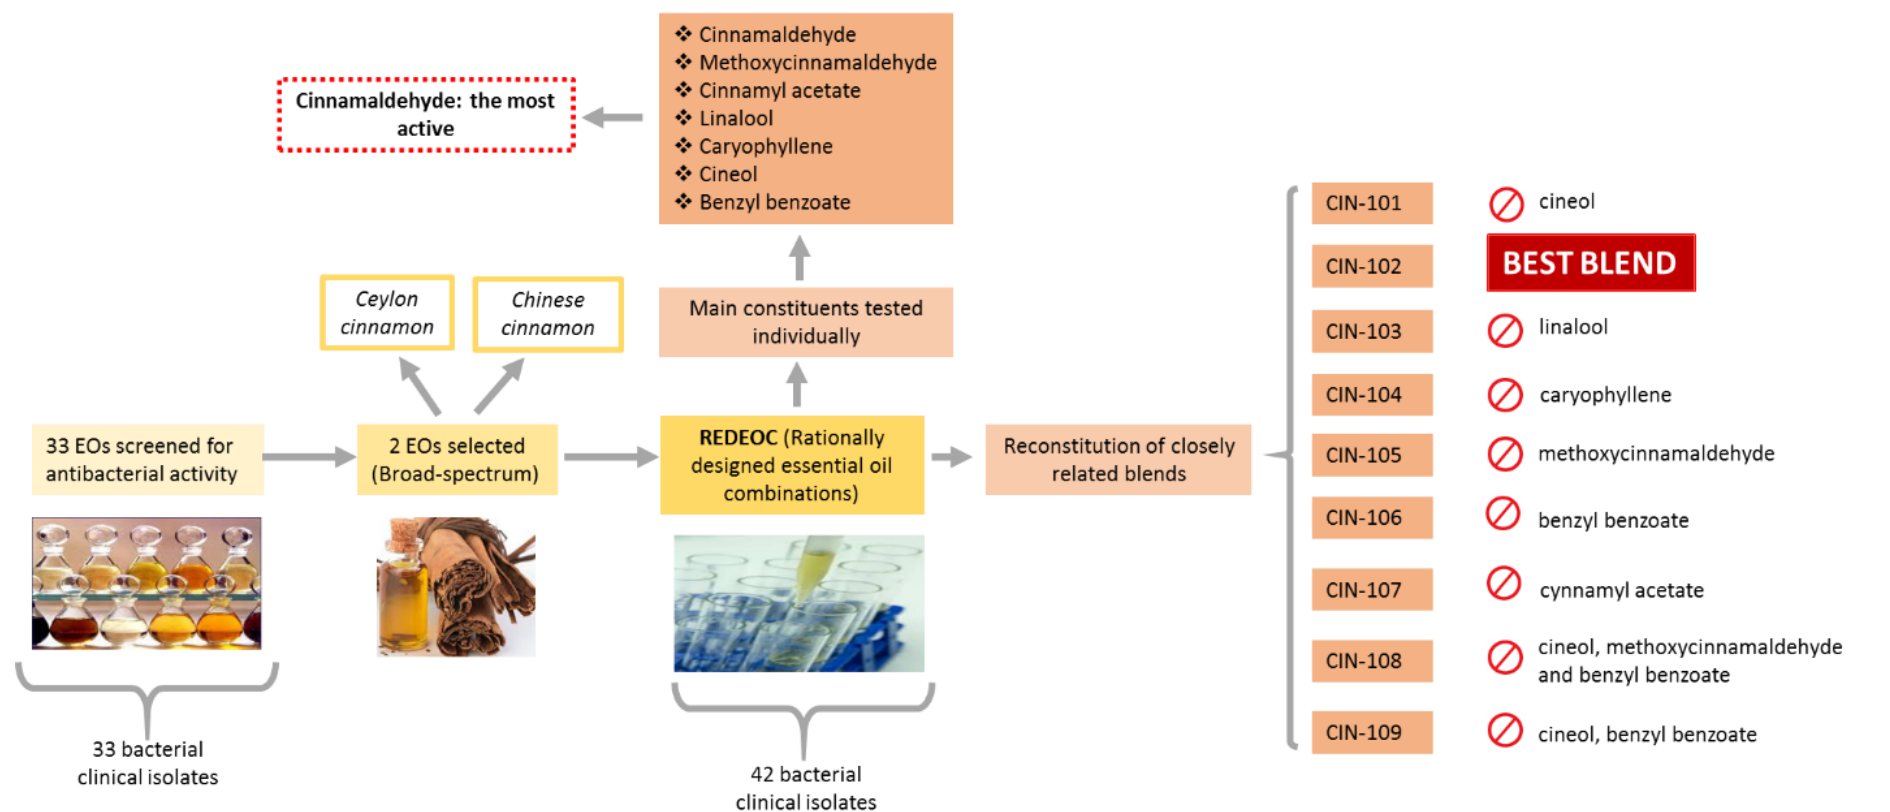 33 EOs screened for
antibacterial activity
33 bacterial
clinical isolates
2 EOs selected
(Broad-spectrum)
Ceylon
cinnamon
Chinese
cinnamon
REDEOC (Rationally
designed essential oil
combinations)
42 bacterial
clinical isolates
Main constituents tested
individually
❖ Cinnamaldehyde
❖ Methoxycinnamaldehyde
❖ Cinnamyl acetate
❖ Linalool
❖ Caryophyllene
❖ Cineol
❖ Benzyl benzoate
Cinnamaldehyde: the most
active
Reconstitution of closely
related blends
CIN-101 cineol
CIN-102 BEST BLEND
CIN-103 linalool
CIN-104 caryophyllene
CIN-105 methoxycinnamaldehyde
CIN-106 benzyl benzoate
CIN-107 cynnamyl acetate
CIN-108 cineol, methoxycinnamaldehyde
and benzyl benzoate
CIN-109 cineol, benzyl benzoate